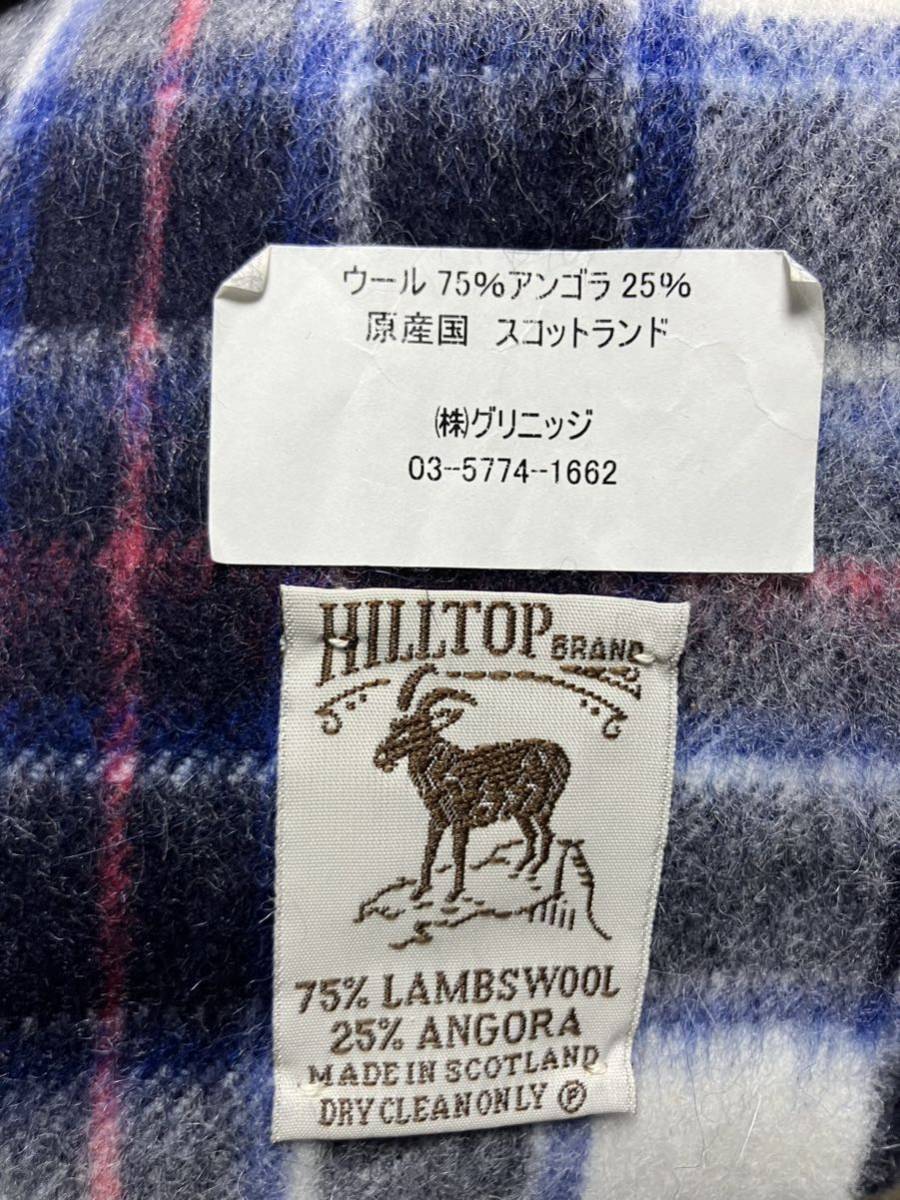 ウール 75%アンゴラ 25%
原産国 スコットランド
㈱グリニッジ
03-5774-1662
HILLTOP BRAND
75% LAMBSWOOL
25% ANGORA
MADE IN SCOTLAND
DRY CLEAN ONLY Ⓟ